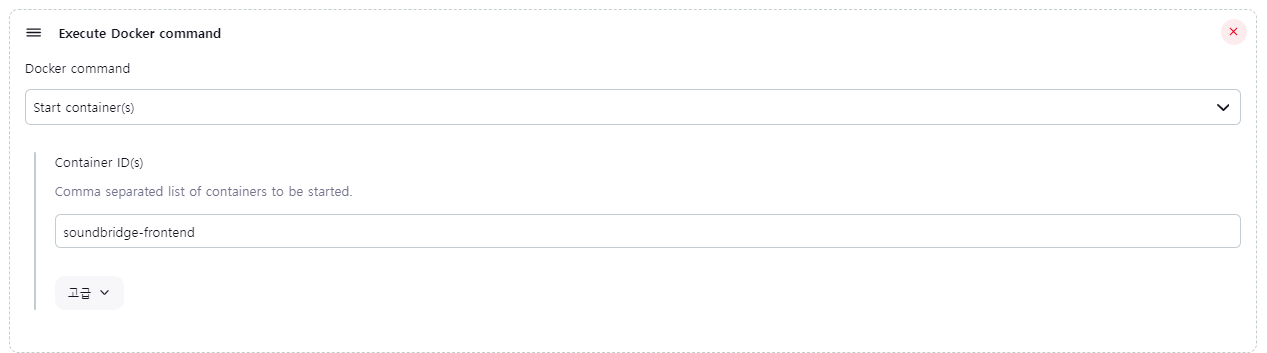 Execute Docker command
Docker command
Start container(s)
Container ID(s)
Comma separated list of containers to be started.
soundbridge-frontend
고급